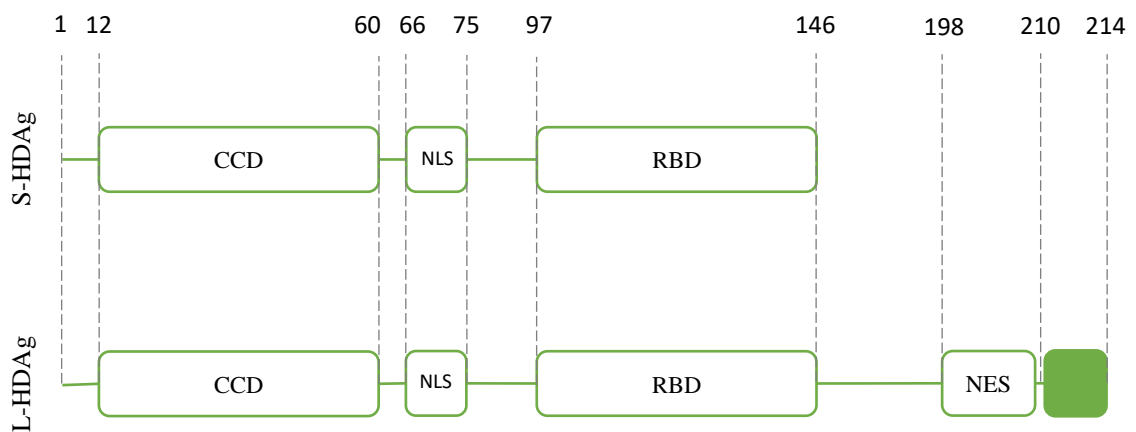 1 12 60 66 75 97 146 198 210 214
S-HDAg
CCD NLS RBD
L-HDAg
CCD NLS RBD NES